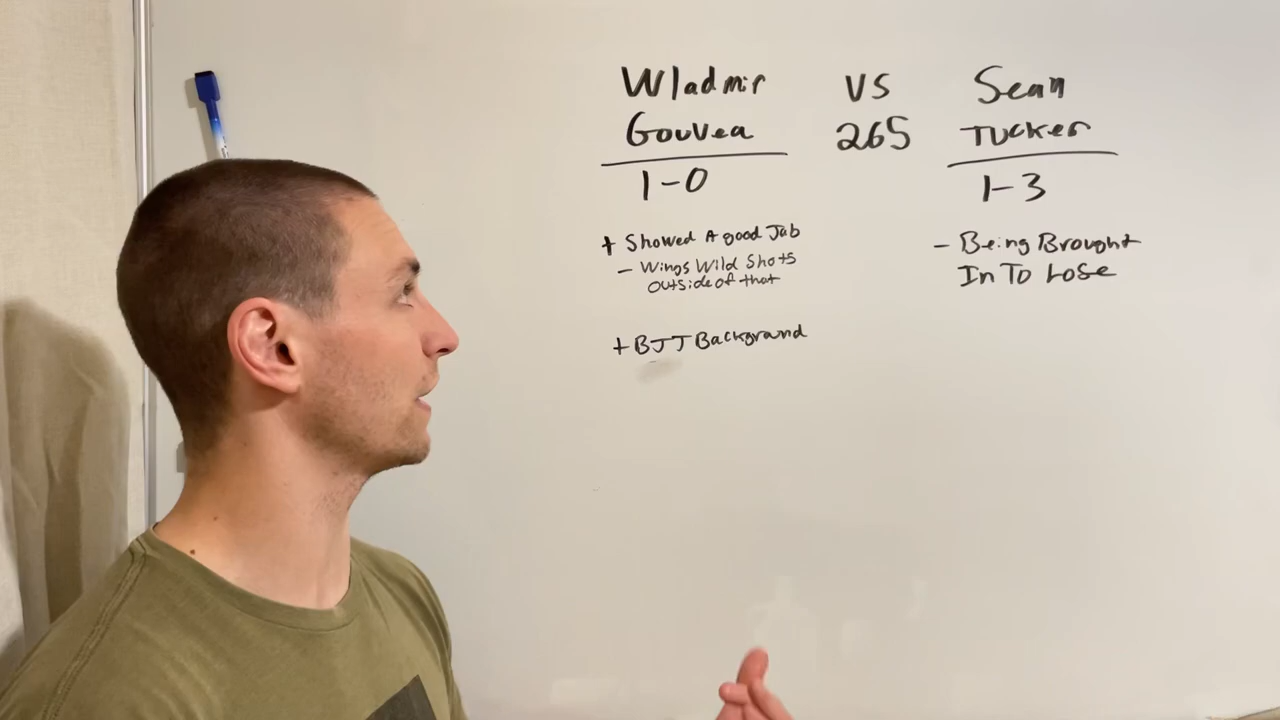 Wladmir vs Sean
Gouvea 265 Tucker
1-0 1-3
+ Showed A good Jab
- Wings Wild Shots
outside of that
+ BJJ Background
- Being Brought
In To Lose